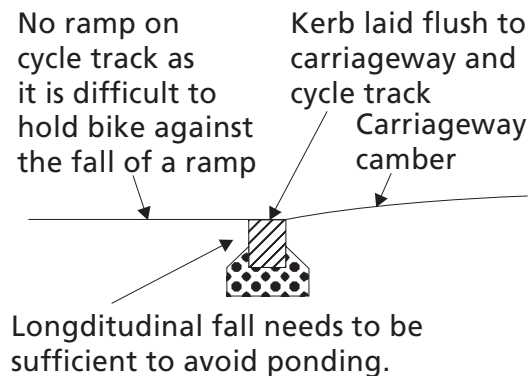 No ramp on
cycle track as
it is difficult to
hold bike against
the fall of a ramp
Kerb laid flush to
carriageway and
cycle track
Carriageway
camber
Longditudinal fall needs to be
sufficient to avoid ponding.